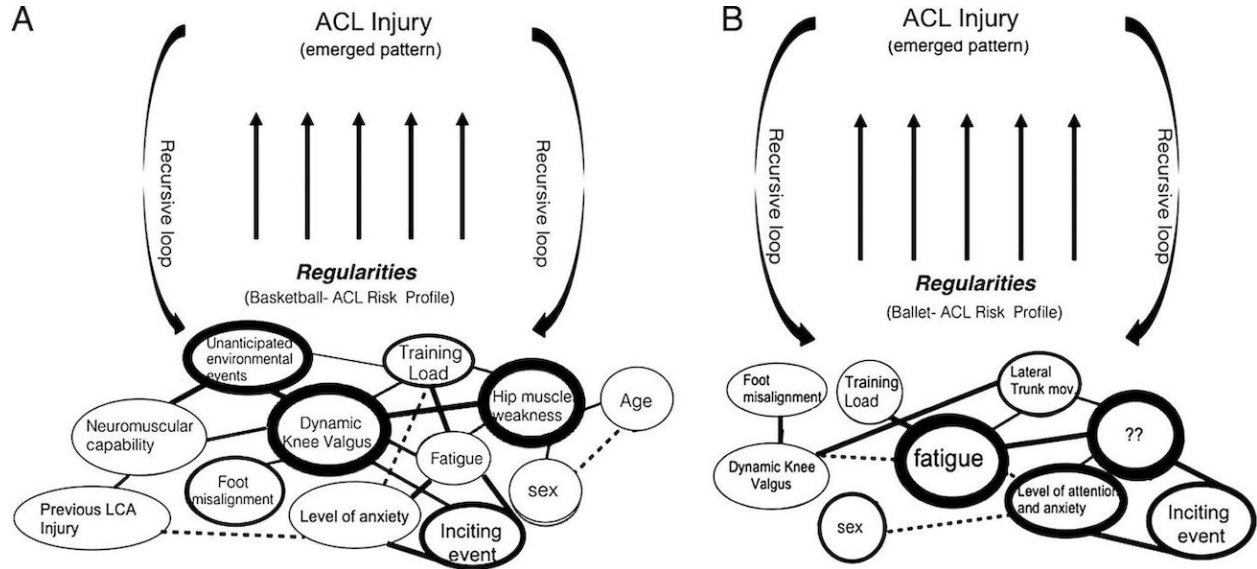 A
ACL Injury
(emerged pattern)
Recursive loop
Recursive loop
Regularities
(Basketball- ACL Risk Profile)
Unanticipated
environmental
events
Training
Load
Hip muscles
weakness
Age
Neuromuscular
capability
Dynamic
Knee Valgus
Fatigue
Foot
misalignment
sex
Previous LCA
Injury
Level of anxiety
Inciting
event
B
ACL Injury
(emerged pattern)
Recursive loop
Recursive loop
Regularities
(Ballet- ACL Risk Profile)
Foot
misalignment
Training
Load
Lateral
Trunk mov.
??
Dynamic Knee
Valgus
fatigue
Level of attention
and anxiety
sex
Inciting
event